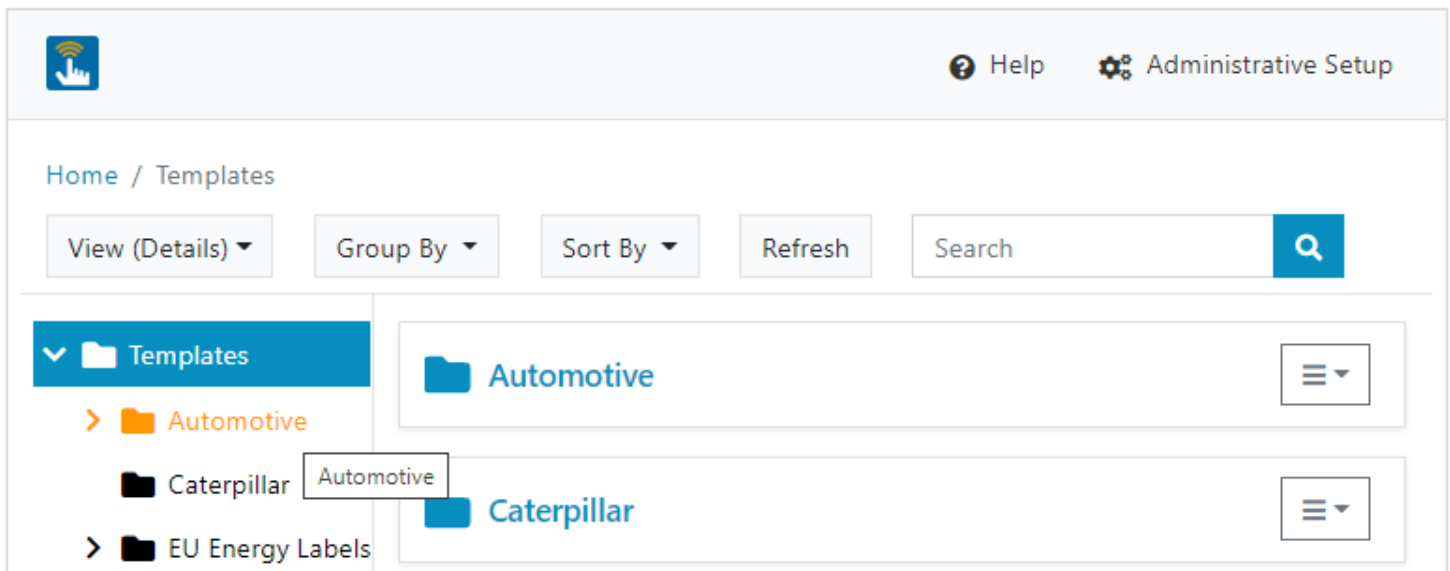 Help Administrative Setup
Home / Templates
View (Details) Group By Sort By Refresh Search
Templates
Automotive
Caterpillar
EU Energy Labels
Automotive
Automotive
Caterpillar